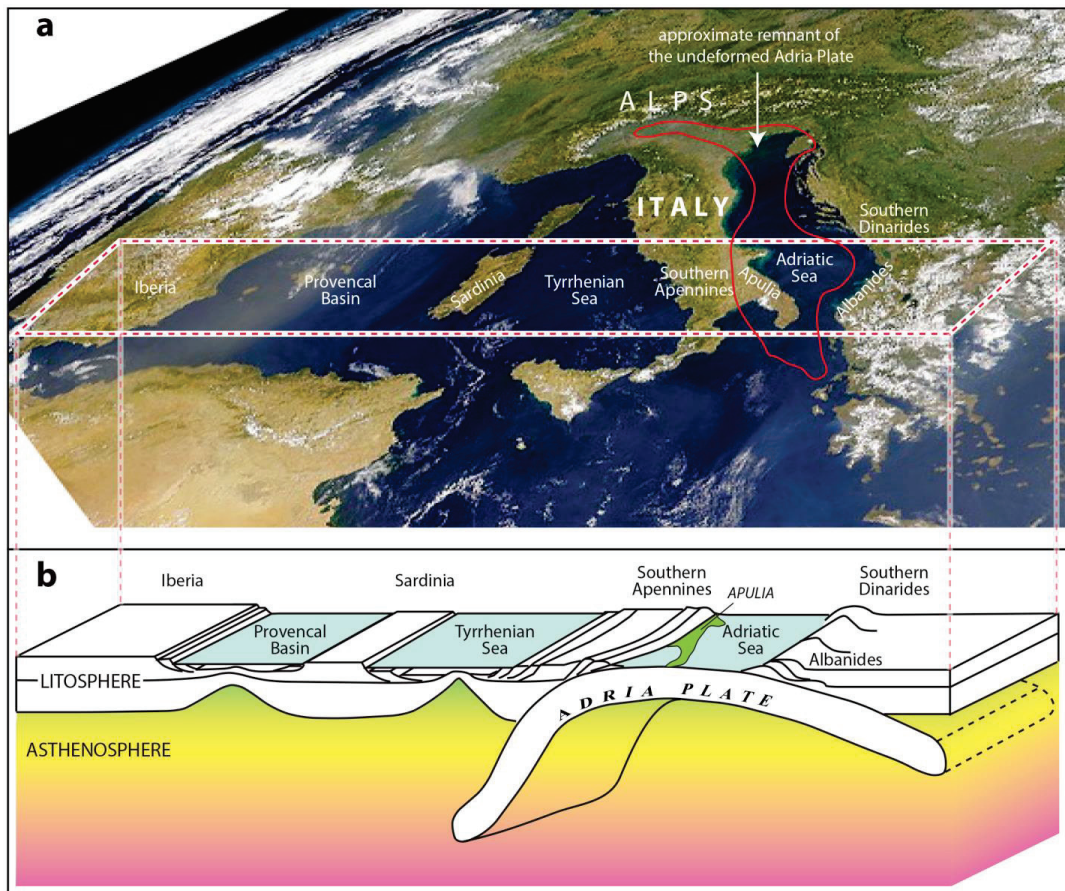 a
approximate remnant of
the undeformed Adria Plate
ALPS
ITALY
Southern
Dinarides
Iberia
Provencal
Basin
Sardinia
Tyrrhenian
Sea
Southern
Apennines
Apulia
Adriatic
Sea
Albanides
b
Iberia
Sardinia
Southern
Apennines
APULIA
Southern
Dinarides
Provencal
Basin
Tyrrhenian
Sea
Adriatic
Sea
Albanides
LITOSPHERE
ADRIA PLATE
ASTHENOSPHERE